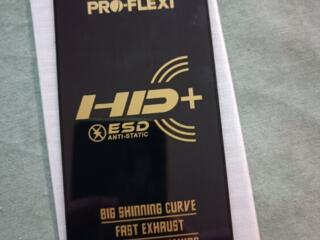 PRO-FLEXI
HD+
ESD
ANTI-STATIC
BIG SHINNING CURVE
FAST EXHAUST